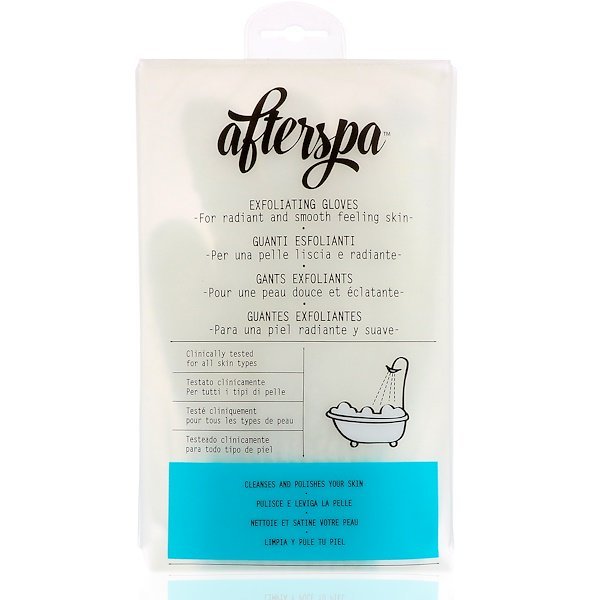 afterspa™
EXFOLIATING GLOVES
-For radiant and smooth feeling skin-
GUANTI ESFOLIANTI
-Per una pelle liscia e radiante-
GANTS EXFOLIANTS
-Pour une peau douce et éclatante-
GUANTES EXFOLIANTES
-Para una piel radiante y suave-
Clinically tested
for all skin types
Testato clinicamente
Per tutti i tipi di pelle
Testé cliniquement
pour tous les types de peau
Testeado clinicamente
para todo tipo de piel
CLEANSES AND POLISHES YOUR SKIN
PULISCE E LEVIGA LA PELLE
NETTOIE ET SATINE VOTRE PEAU
LIMPIA Y PULE TU PIEL